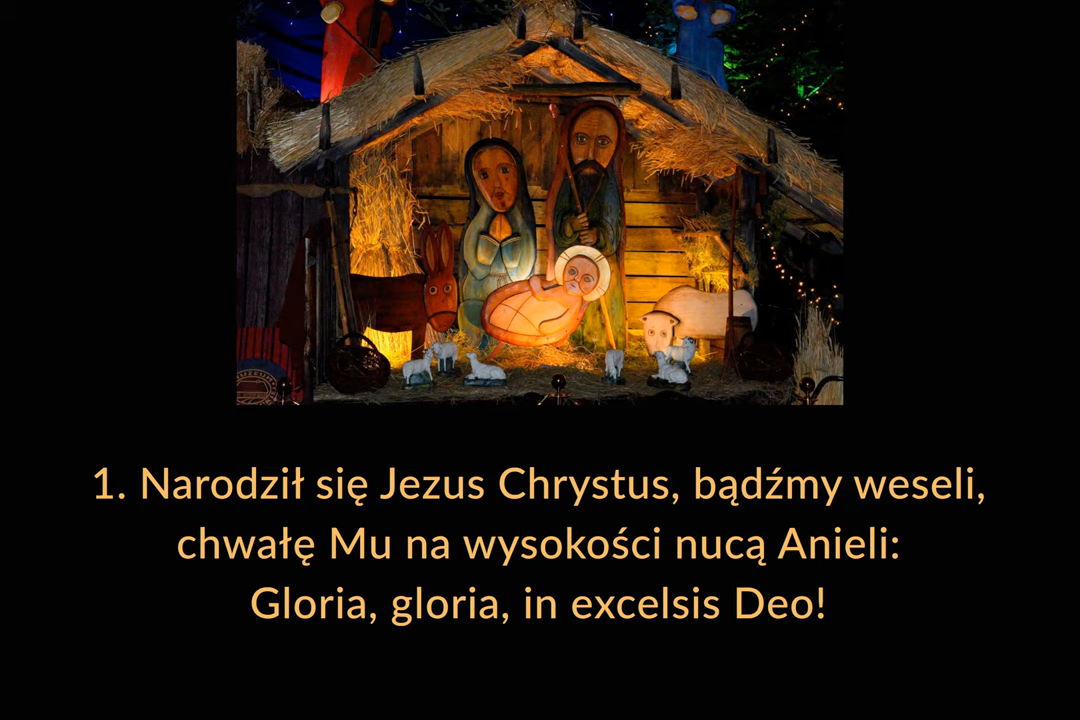 1. Narodził się Jezus Chrystus, bądźmy weseli,
chwałę Mu na wysokości nucą Anieli:
Gloria, gloria, in excelsis Deo!